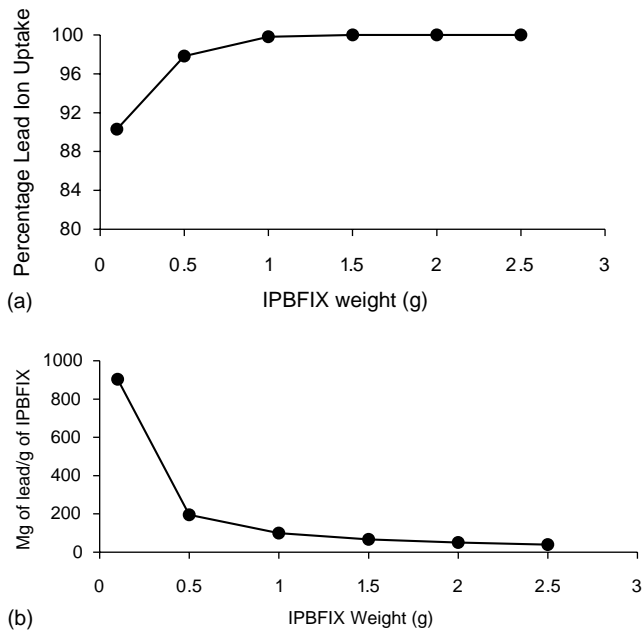 (a)
Percentage Lead Ion Uptake
100
96
92
88
84
80
0 0.5 1 1.5 2 2.5 3
IPBFIX weight (g)
Mg of lead/g of IPBFIX
1000
800
600
400
200
0
0 0.5 1 1.5 2 2.5 3
(b)
IPBFIX Weight (g)